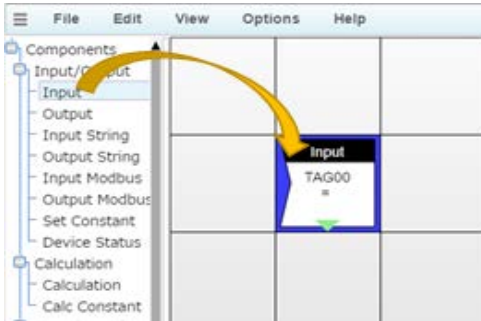 File Edit View Options Help
Components
Input/Output
Input
Output
Input String
Output String
Input Modbus
Output Modbus
Set Constant
Device Status
Calculation
Calculation
Calc Constant
Input
TAG00
=